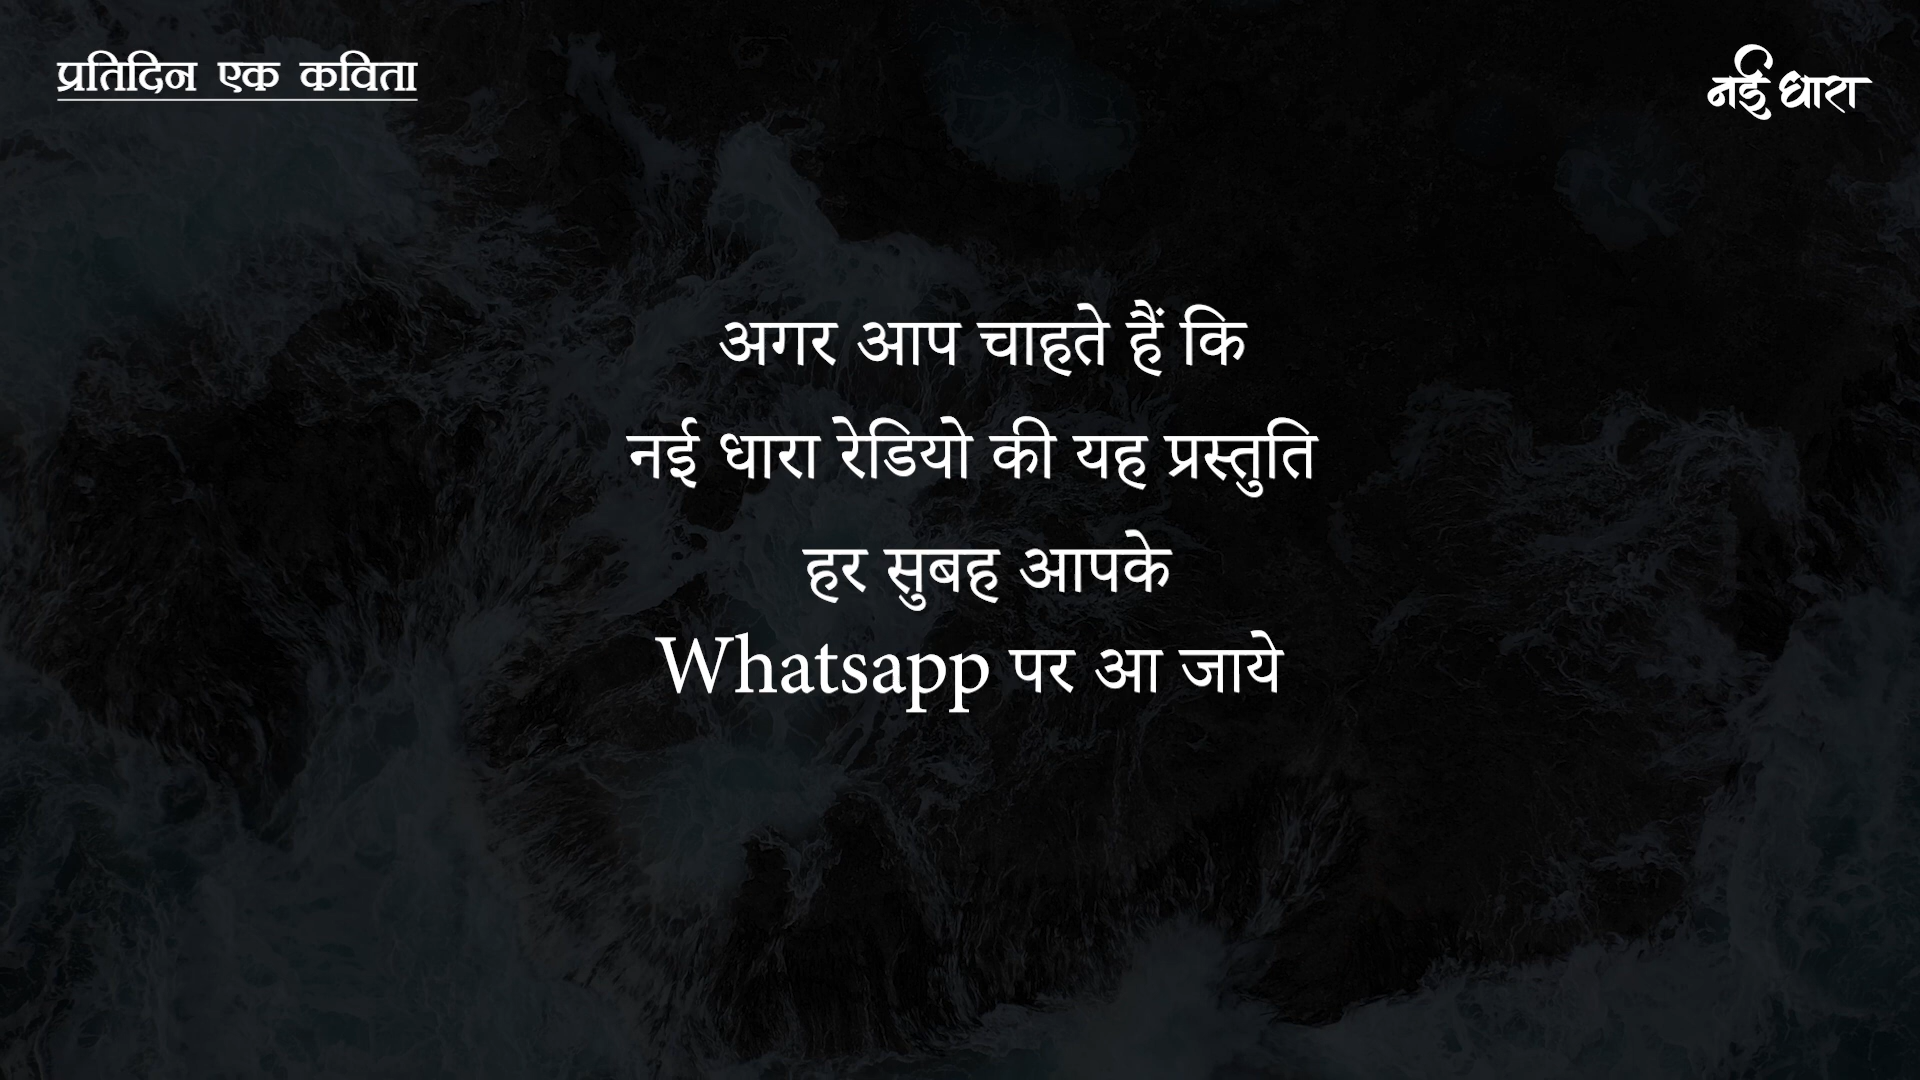 प्रतिदिन एक कविता
नई धारा
अगर आप चाहते हैं कि
नई धारा रेडियो की यह प्रस्तुति
हर सुबह आपके
Whatsapp पर आ जाये